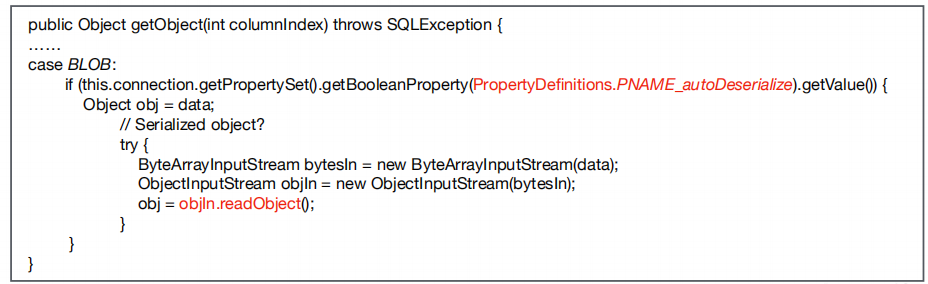 public Object getObject(int columnIndex) throws SQLException {
……
case BLOB:
if (this.connection.getPropertySet().getBooleanProperty(PropertyDefinitions.PNAME_autoDeserialize).getValue()) {
Object obj = data;
// Serialized object?
try {
ByteArrayInputStream bytesIn = new ByteArrayInputStream(data);
ObjectInputStream objIn = new ObjectInputStream(bytesIn);
obj = objIn.readObject();
}
}
}